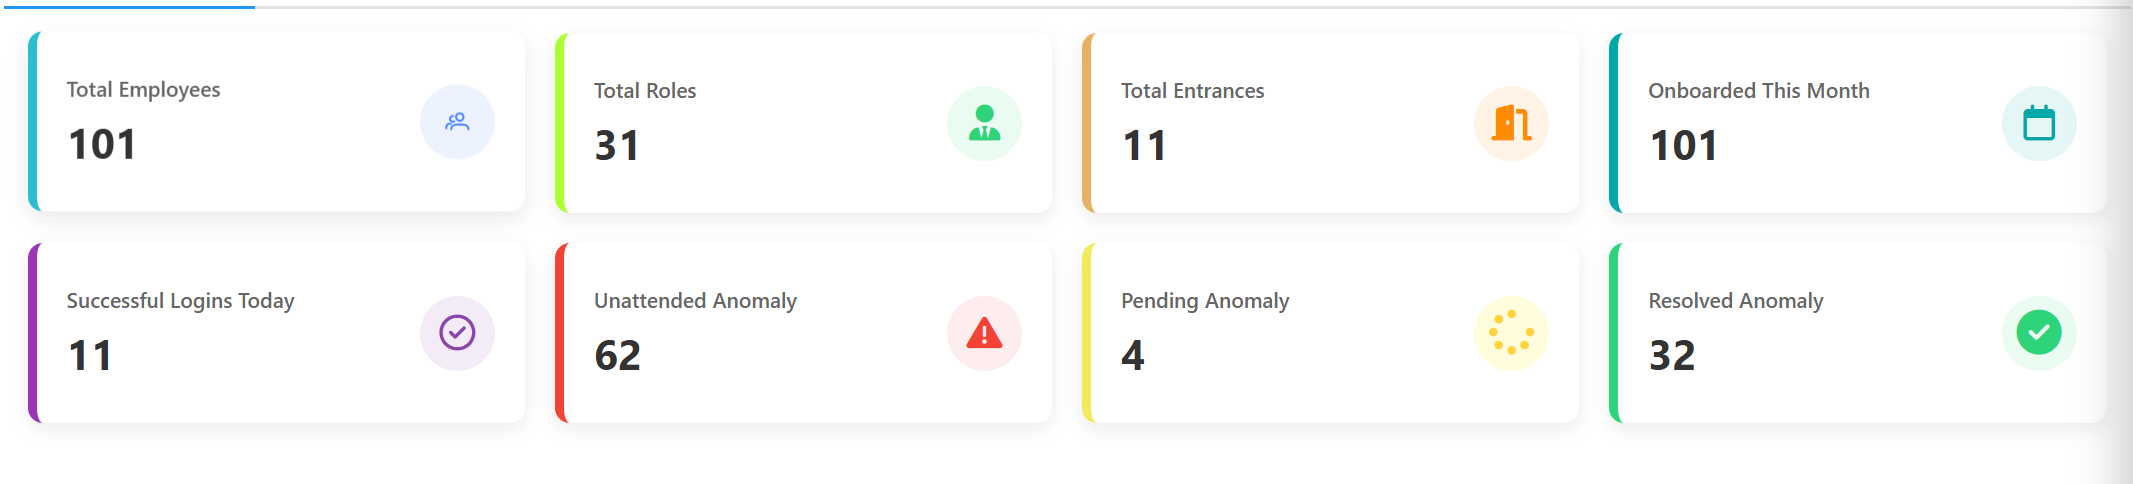 Total Employees
101
Total Roles
31
Total Entrances
11
Onboarded This Month
101
Successful Logins Today
11
Unattended Anomaly
62
Pending Anomaly
4
Resolved Anomaly
32